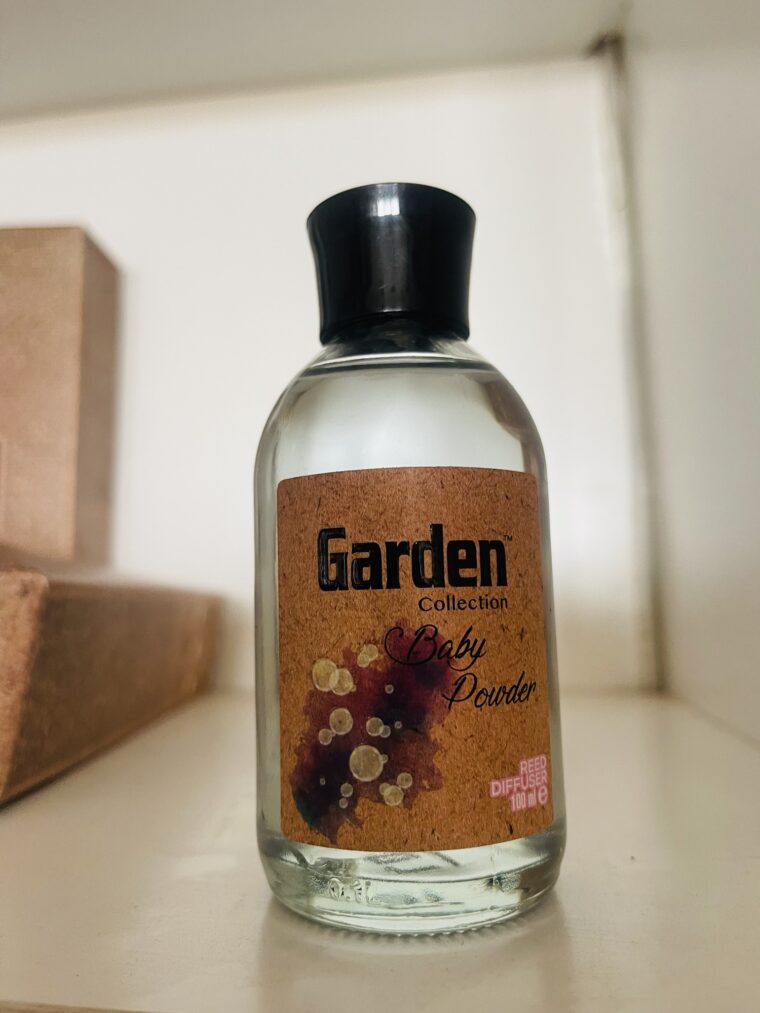 Garden™
Collection
Baby
Powder
REED
DIFFUSER
100 ml ℮